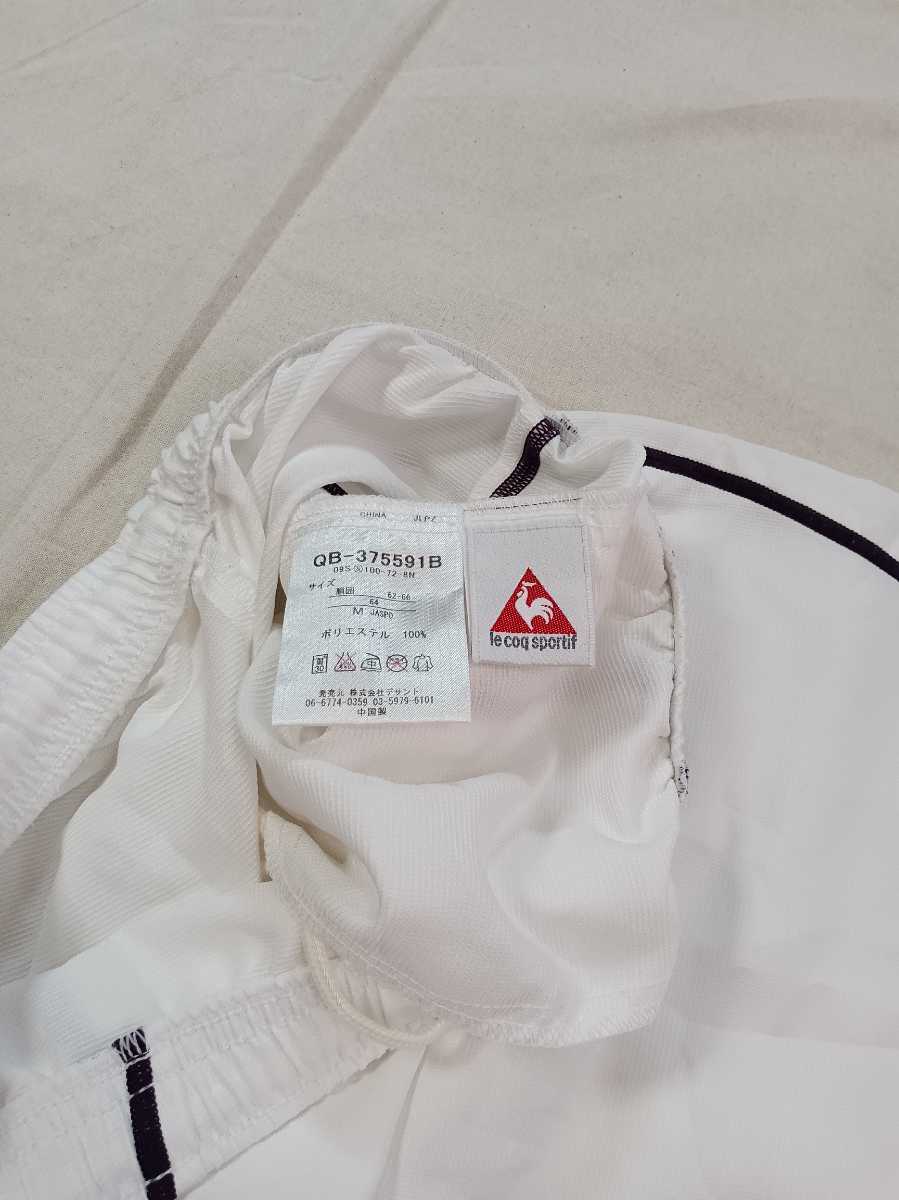 CHINA JLPZ
QB-375591B
サイズ
胴囲 62-66
64
M JASPO
ポリエステル 100%
中
発売元 株式会社デサント
06-6774-0359 03-5979-6101
中国製
le coq sportif